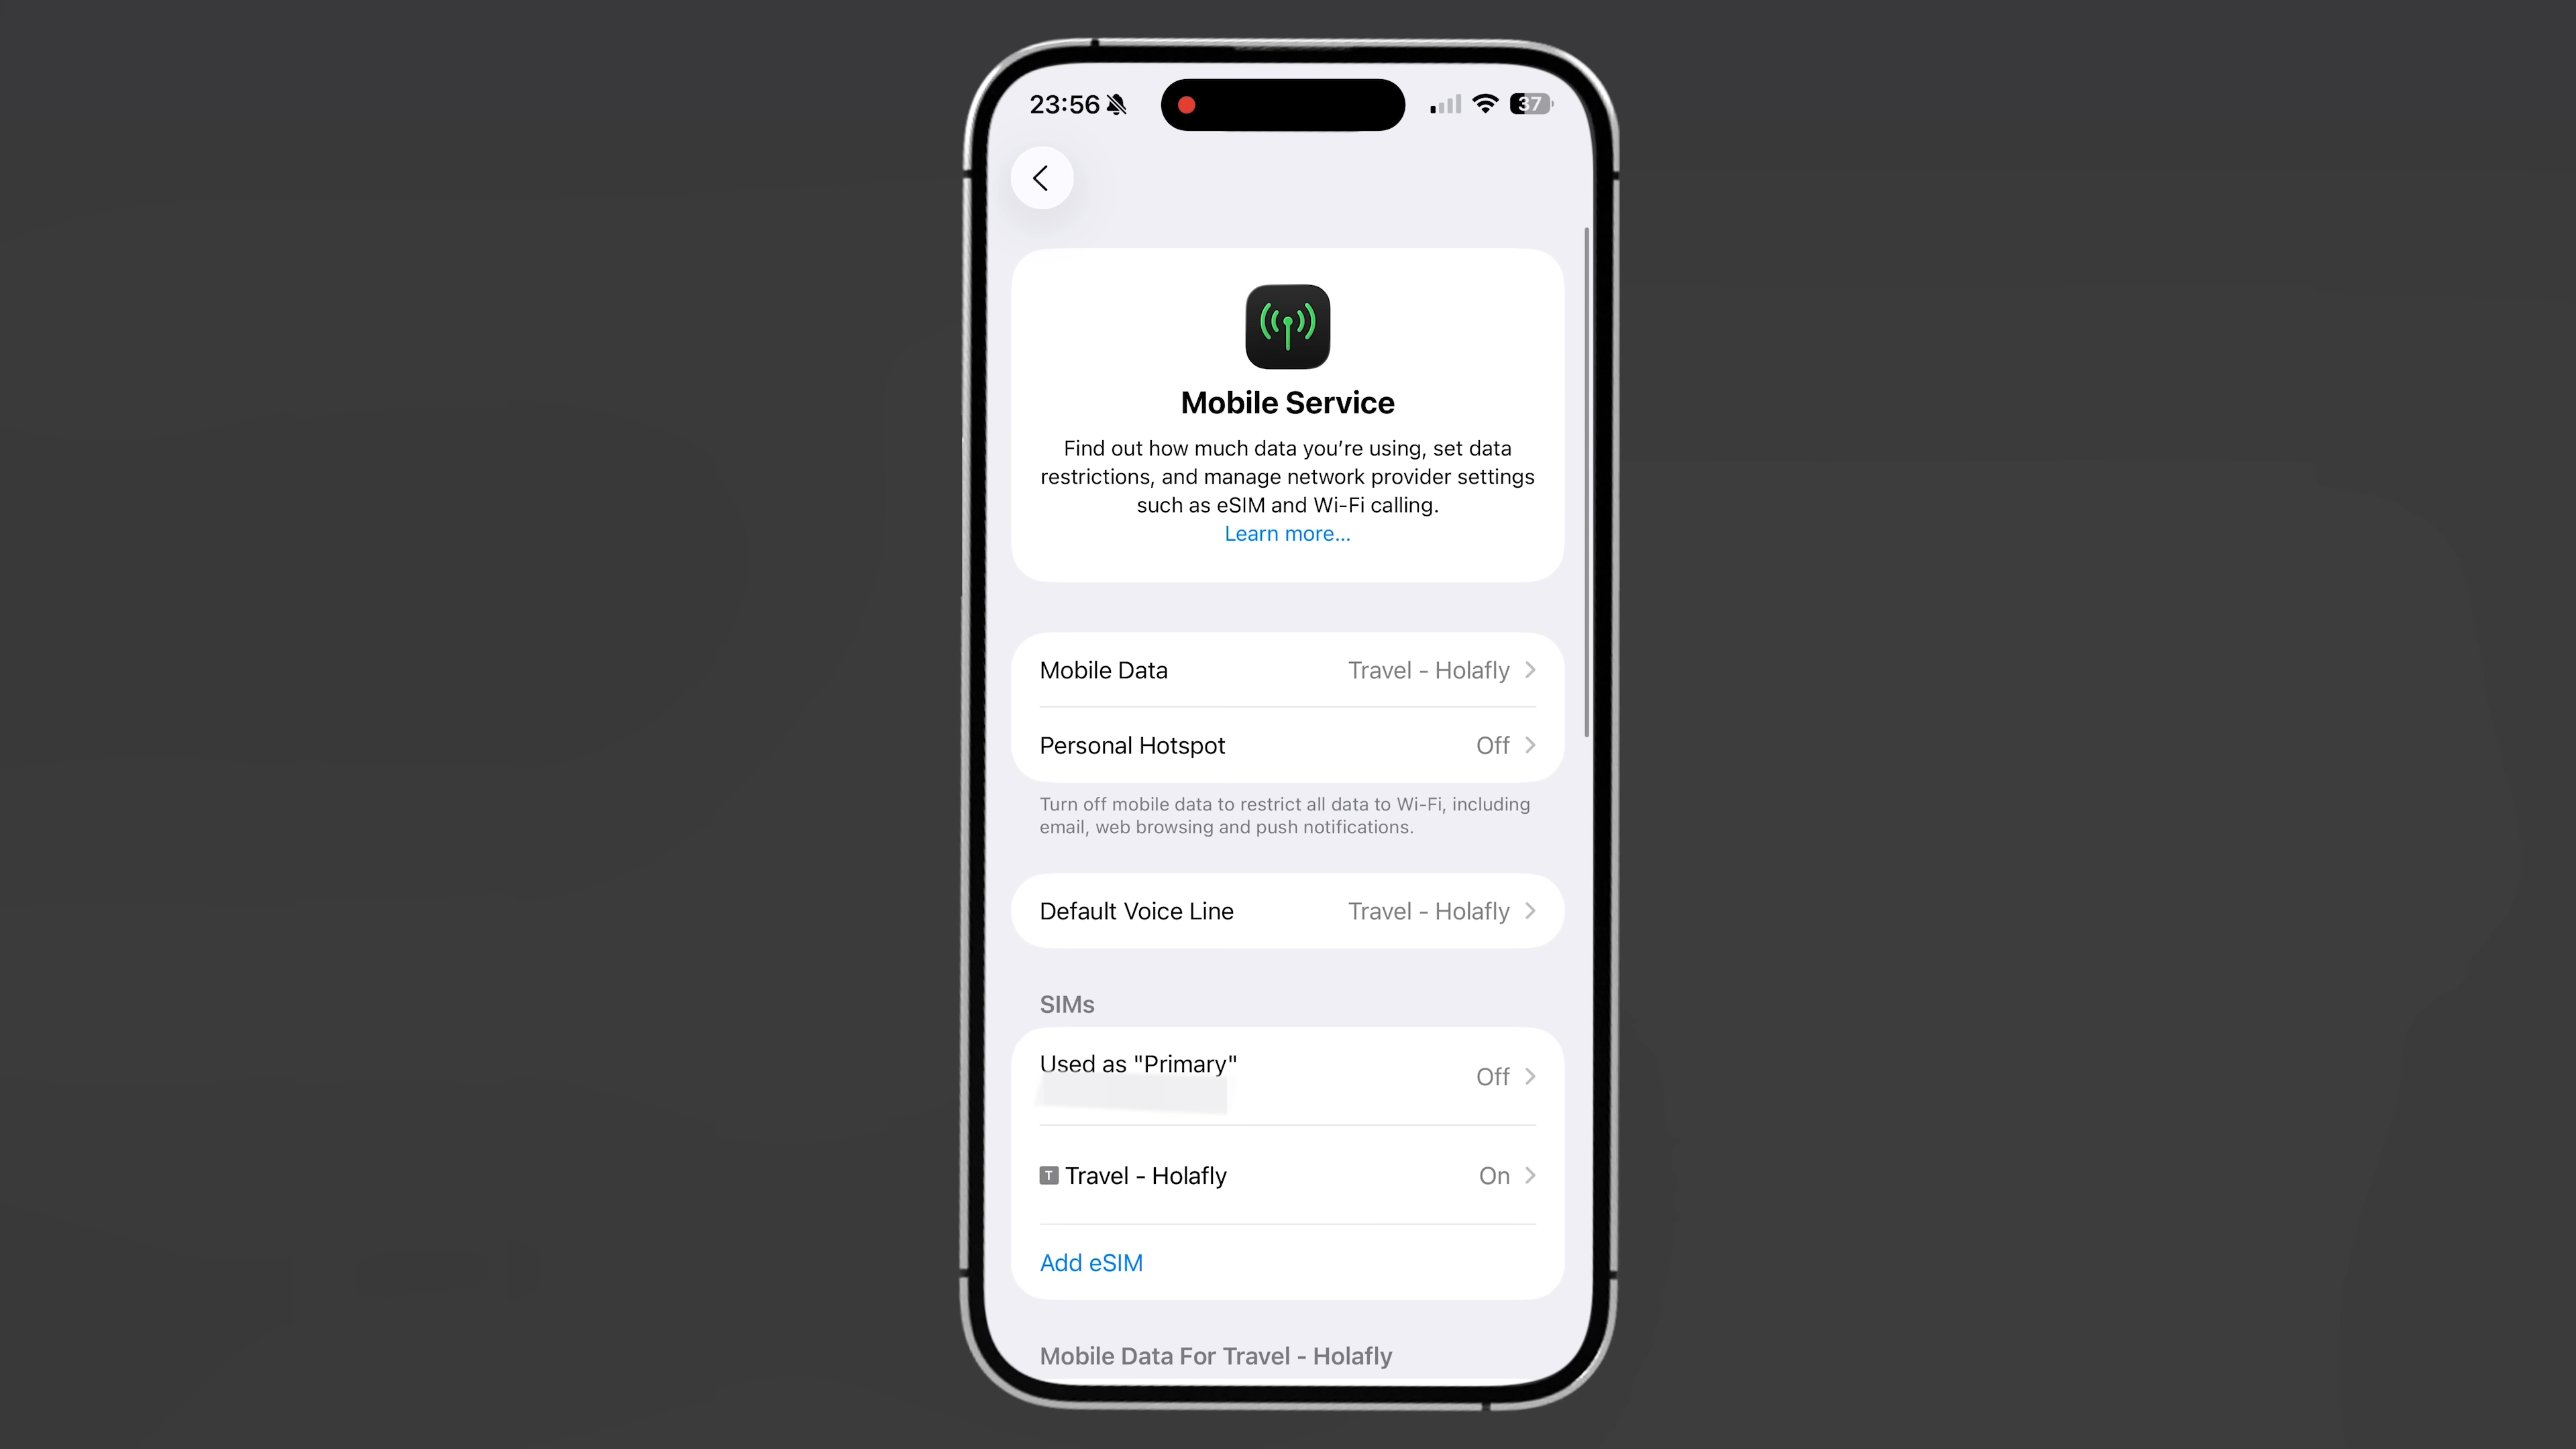 23:56
37
Mobile Service
Find out how much data you’re using, set data
restrictions, and manage network provider settings
such as eSIM and Wi-Fi calling.
Learn more...
Mobile Data Travel - Holafly
Personal Hotspot Off
Turn off mobile data to restrict all data to Wi-Fi, including
email, web browsing and push notifications.
Default Voice Line Travel - Holafly
SIMs
Used as "Primary" Off
T Travel - Holafly On
Add eSIM
Mobile Data For Travel - Holafly